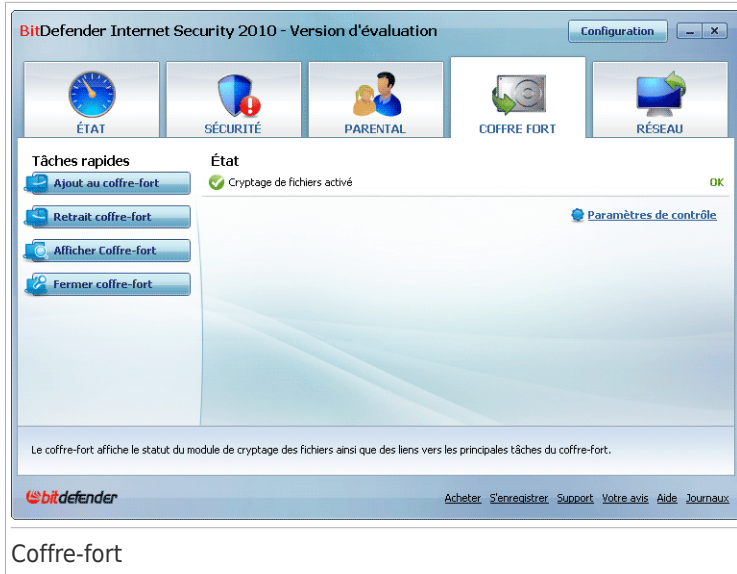 BitDefender Internet Security 2010 - Version d'évaluation
Configuration
ÉTAT
SÉCURITÉ
PARENTAL
COFFRE FORT
RÉSEAU
Tâches rapides
Ajout au coffre-fort
Retrait coffre-fort
Afficher Coffre-fort
Fermer coffre-fort
État
Cryptage de fichiers activé
OK
Paramètres de contrôle
Le coffre-fort affiche le statut du module de cryptage des fichiers ainsi que des liens vers les principales tâches du coffre-fort.
bitdefender
Acheter S'enregistrer Support Votre avis Aide Journaux
Coffre-fort